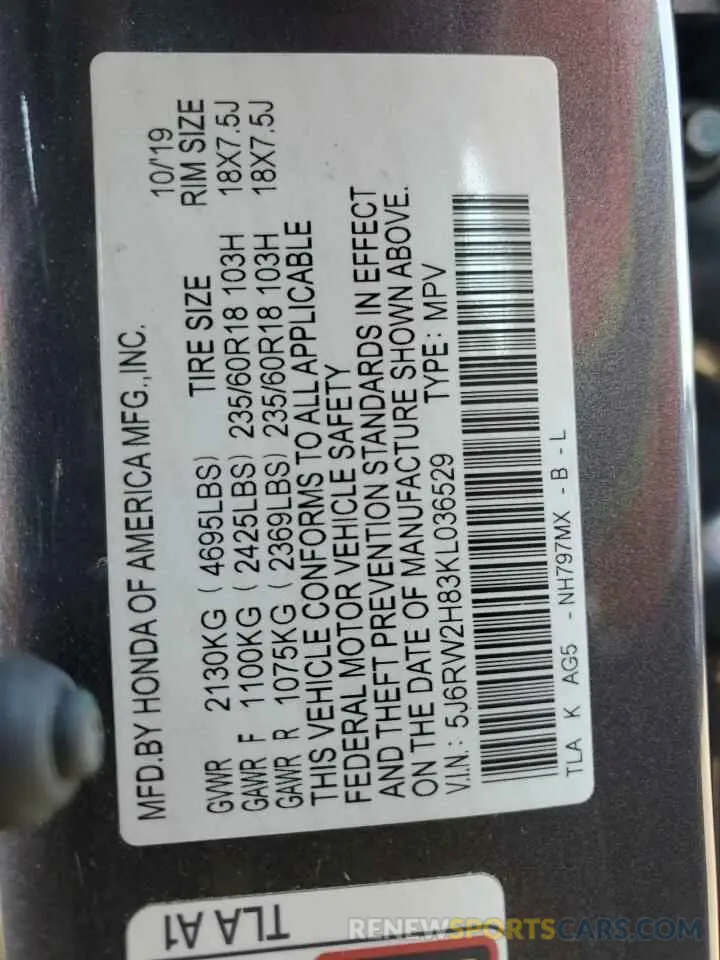 MFD.BY HONDA OF AMERICA MFG.,INC. 10/'19
GVWR 2130KG ( 4695LBS) TIRE SIZE RIM SIZE
GAWR F 1100KG ( 2425LBS) 235/60R18 103H 18X7.5J
GAWR R 1075KG ( 2369LBS) 235/60R18 103H 18X7.5J
THIS VEHICLE CONFORMS TO ALL APPLICABLE
FEDERAL MOTOR VEHICLE SAFETY
AND THEFT PREVENTION STANDARDS IN EFFECT
ON THE DATE OF MANUFACTURE SHOWN ABOVE.
V.I.N.: 5J6RW2H83KL036529 TYPE: MPV
TLA K AG5 -NH797MX -B-L
TLA A1
RENEWSPORTSCARS.COM